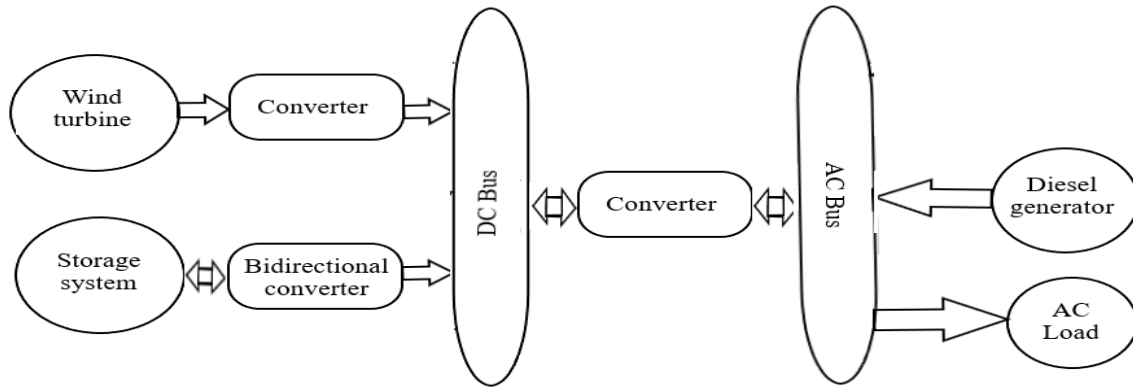 Wind
turbine
Converter
Storage
system
Bidirectional
converter
DC Bus
Converter
AC Bus
Diesel
generator
AC
Load